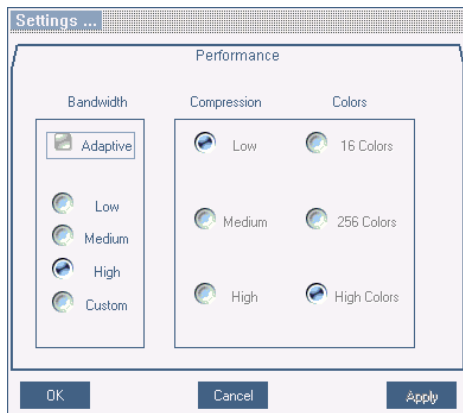 Settings ...
Performance
Bandwidth Compression Colors
Adaptive Low 16 Colors
Low
Medium 256 Colors
Medium
High
High High Colors
Custom
OK Cancel Apply